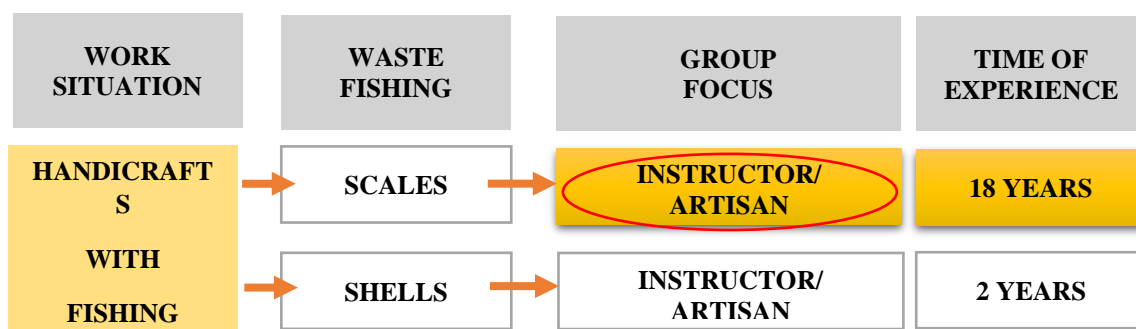 WORK
SITUATION
WASTE
FISHING
GROUP
FOCUS
TIME OF
EXPERIENCE
HANDICRAFT
S
WITH
FISHING
SCALES
INSTRUCTOR/
ARTISAN
18 YEARS
SHELLS
INSTRUCTOR/
ARTISAN
2 YEARS